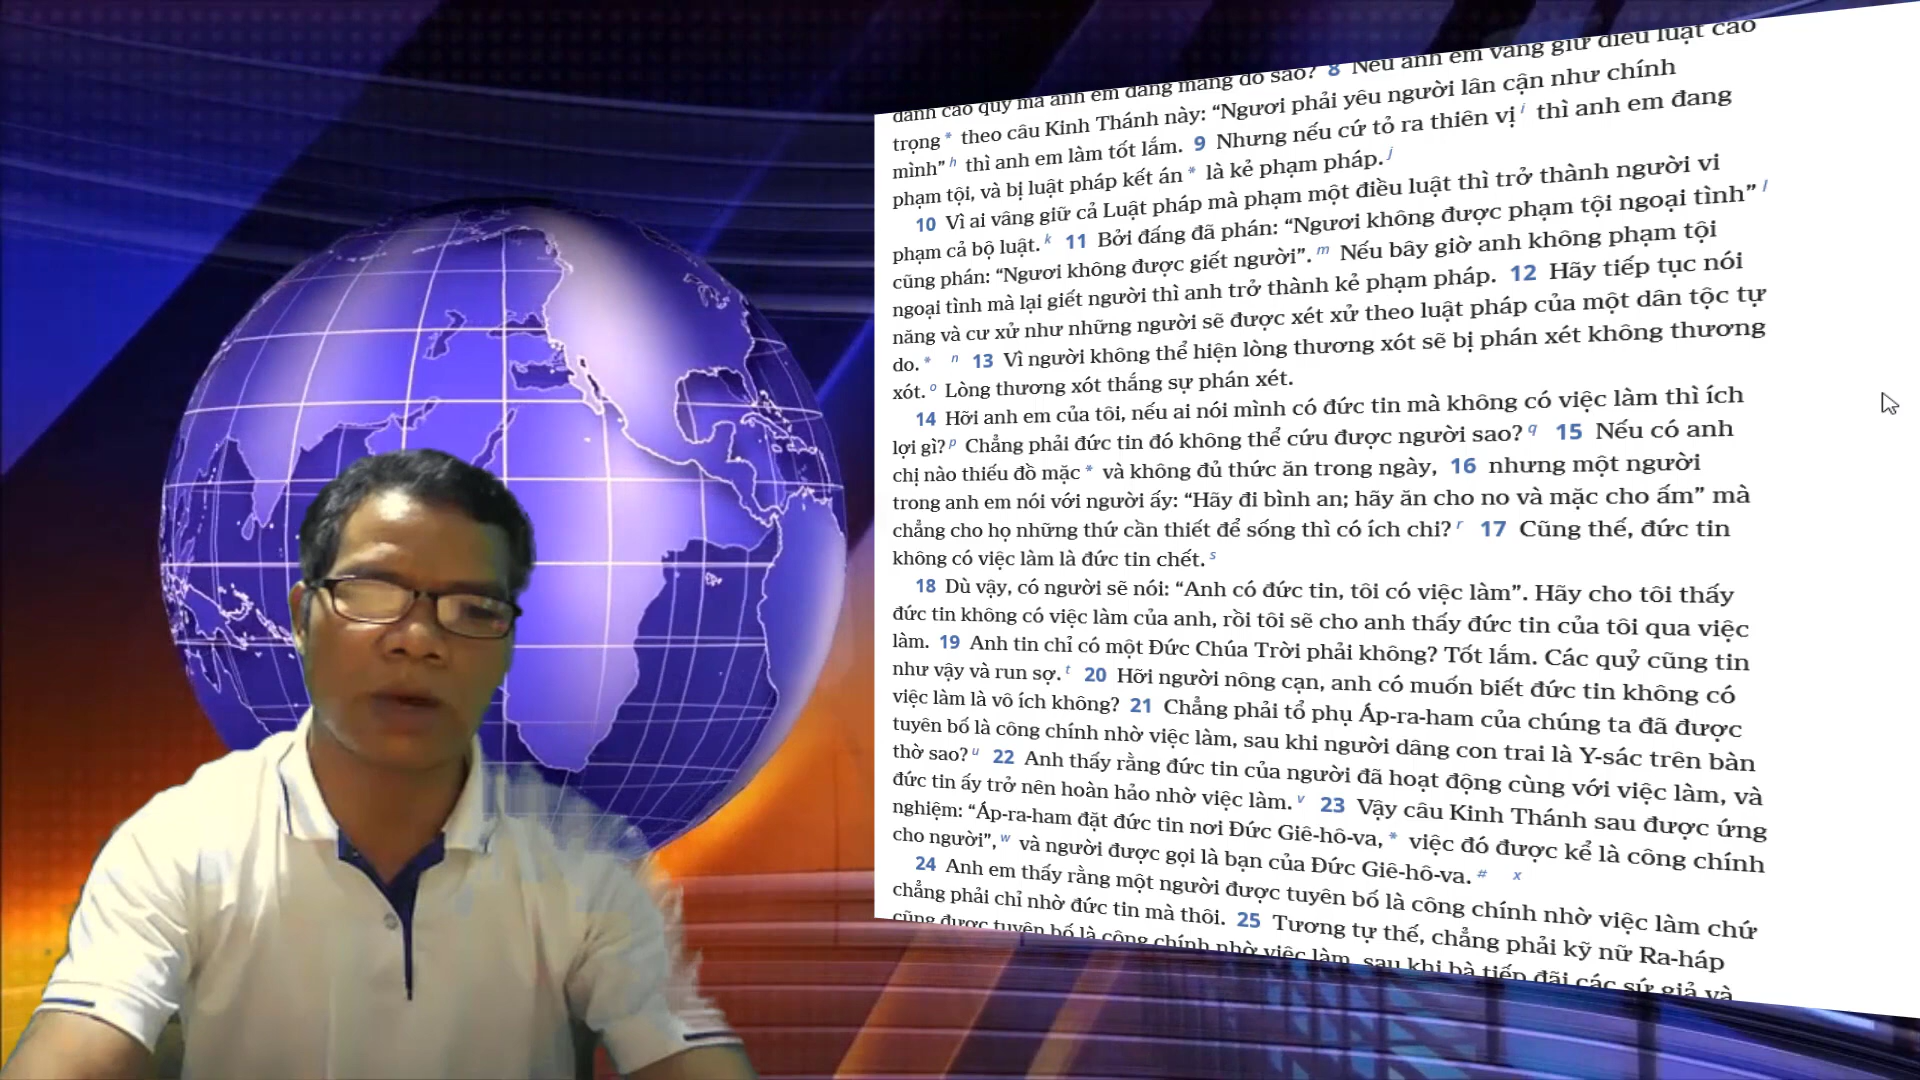 danh cao quý mà anh em đang mang đó sao? 8 Nếu anh em vâng giữ điều luật cao
trọng * theo câu Kinh Thánh này: “Ngươi phải yêu người lân cận như chính
mình” h thì anh em làm tốt lắm. 9 Nhưng nếu cứ tỏ ra thiên vị i thì anh em đang
phạm tội, và bị luật pháp kết án * là kẻ phạm pháp. j
10 Vì ai vâng giữ cả Luật pháp mà phạm một điều luật thì trở thành người vi
phạm cả bộ luật. k 11 Bởi đấng đã phán: “Ngươi không được phạm tội ngoại tình” l
cũng phán: “Ngươi không được giết người”. m Nếu bây giờ anh không phạm tội
ngoại tình mà lại giết người thì anh trở thành kẻ phạm pháp. 12 Hãy tiếp tục nói
năng và cư xử như những người sẽ được xét xử theo luật pháp của một dân tộc tự
do. * n 13 Vì người không thể hiện lòng thương xót sẽ bị phán xét không thương
xót. o Lòng thương xót thắng sự phán xét.
14 Hỡi anh em của tôi, nếu ai nói mình có đức tin mà không có việc làm thì ích
lợi gì? p Chẳng phải đức tin đó không thể cứu được người sao? q 15 Nếu có anh
chị nào thiếu đồ mặc * và không đủ thức ăn trong ngày, 16 nhưng một người
trong anh em nói với người ấy: “Hãy đi bình an; hãy ăn cho no và mặc cho ấm” mà
chẳng cho họ những thứ cần thiết để sống thì có ích chi? r 17 Cũng thế, đức tin
không có việc làm là đức tin chết. s
18 Dù vậy, có người sẽ nói: “Anh có đức tin, tôi có việc làm”. Hãy cho tôi thấy
đức tin không có việc làm của anh, rồi tôi sẽ cho anh thấy đức tin của tôi qua việc
làm. 19 Anh tin chỉ có một Đức Chúa Trời phải không? Tốt lắm. Các quỷ cũng tin
như vậy và run sợ. t 20 Hỡi người nông cạn, anh có muốn biết đức tin không có
việc làm là vô ích không? 21 Chẳng phải tổ phụ Áp-ra-ham của chúng ta đã được
tuyên bố là công chính nhờ việc làm, sau khi người dâng con trai là Y-sác trên bàn
thờ sao? u 22 Anh thấy rằng đức tin của người đã hoạt động cùng với việc làm, và
đức tin ấy trở nên hoàn hảo nhờ việc làm. v 23 Vậy câu Kinh Thánh sau được ứng
nghiệm: “Áp-ra-ham đặt đức tin nơi Đức Giê-hô-va, * việc đó được kể là công chính
cho người”, w và người được gọi là bạn của Đức Giê-hô-va. # x
24 Anh em thấy rằng một người được tuyên bố là công chính nhờ việc làm chứ
chẳng phải chỉ nhờ đức tin mà thôi. 25 Tương tự thế, chẳng phải kỹ nữ Ra-háp
cũng được tuyên bố là công chính nhờ việc làm, sau khi bà tiếp đãi các sứ giả và